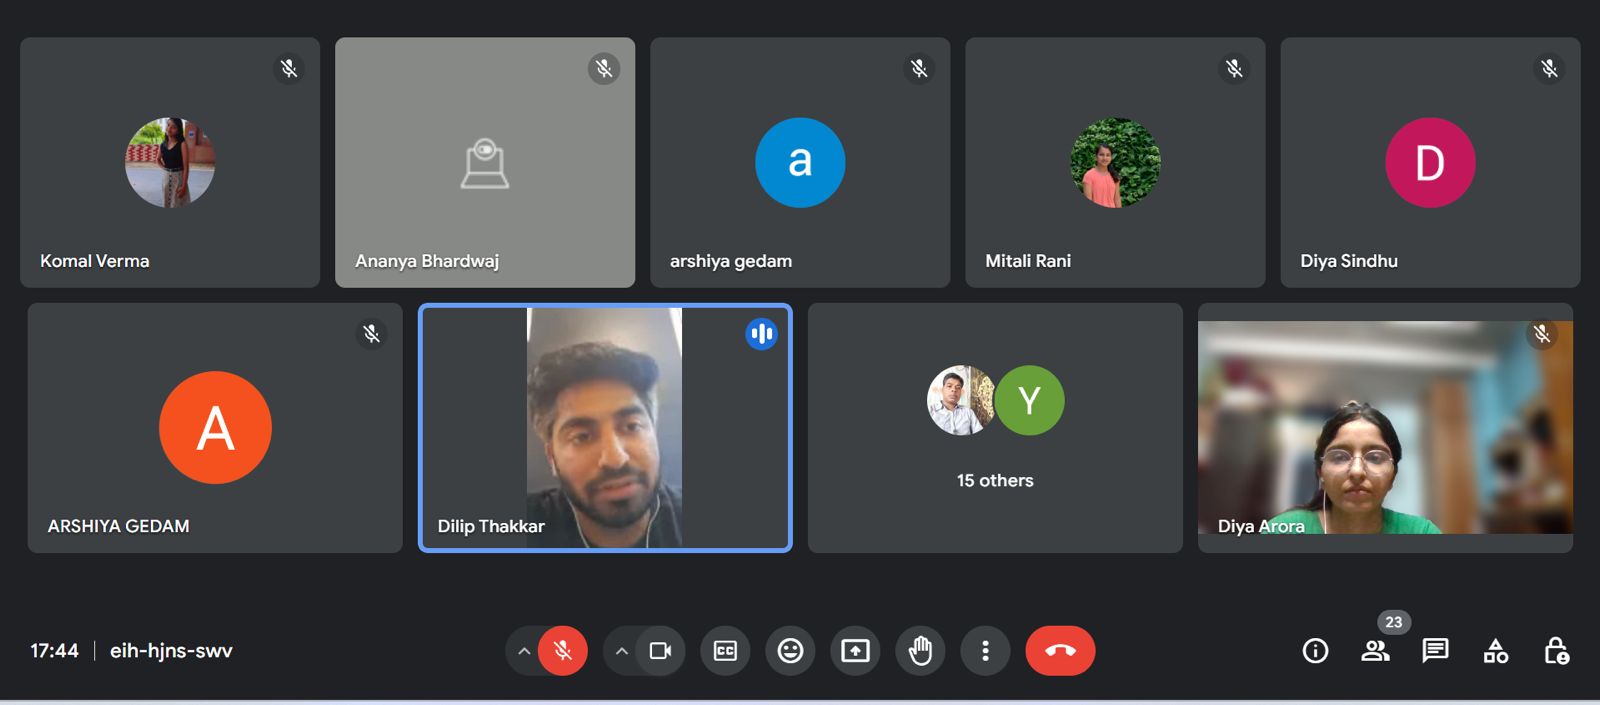 Komal Verma
Ananya Bhardwaj
a
arshiya gedam
Mitali Rani
D
Diya Sindhu
A
ARSHIYA GEDAM
Dilip Thakkar
Y
15 others
Diya Arora
17:44 | eih-hjns-swv
CC
23